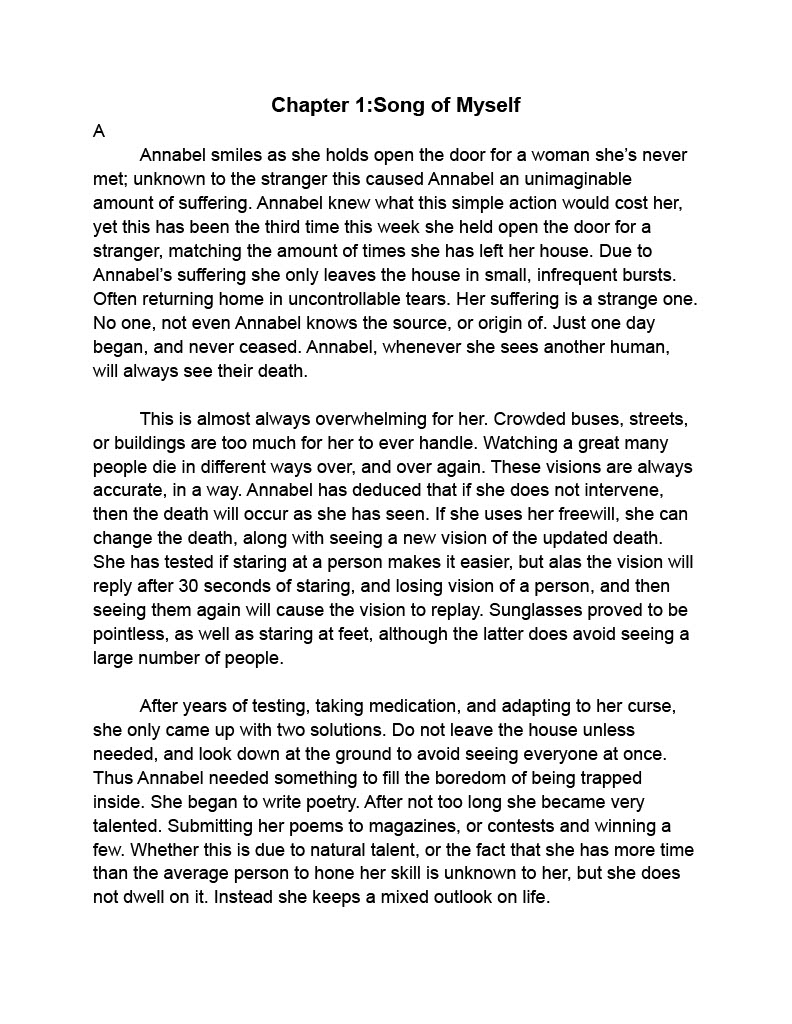 Chapter 1:Song of Myself
A
Annabel smiles as she holds open the door for a woman she’s never
met; unknown to the stranger this caused Annabel an unimaginable
amount of suffering. Annabel knew what this simple action would cost her,
yet this has been the third time this week she held open the door for a
stranger, matching the amount of times she has left her house. Due to
Annabel’s suffering she only leaves the house in small, infrequent bursts.
Often returning home in uncontrollable tears. Her suffering is a strange one.
No one, not even Annabel knows the source, or origin of. Just one day
began, and never ceased. Annabel, whenever she sees another human,
will always see their death.
This is almost always overwhelming for her. Crowded buses, streets,
or buildings are too much for her to ever handle. Watching a great many
people die in different ways over, and over again. These visions are always
accurate, in a way. Annabel has deduced that if she does not intervene,
then the death will occur as she has seen. If she uses her freewill, she can
change the death, along with seeing a new vision of the updated death.
She has tested if staring at a person makes it easier, but alas the vision will
reply after 30 seconds of staring, and losing vision of a person, and then
seeing them again will cause the vision to replay. Sunglasses proved to be
pointless, as well as staring at feet, although the latter does avoid seeing a
large number of people.
After years of testing, taking medication, and adapting to her curse,
she only came up with two solutions. Do not leave the house unless
needed, and look down at the ground to avoid seeing everyone at once.
Thus Annabel needed something to fill the boredom of being trapped
inside. She began to write poetry. After not too long she became very
talented. Submitting her poems to magazines, or contests and winning a
few. Whether this is due to natural talent, or the fact that she has more time
than the average person to hone her skill is unknown to her, but she does
not dwell on it. Instead she keeps a mixed outlook on life.